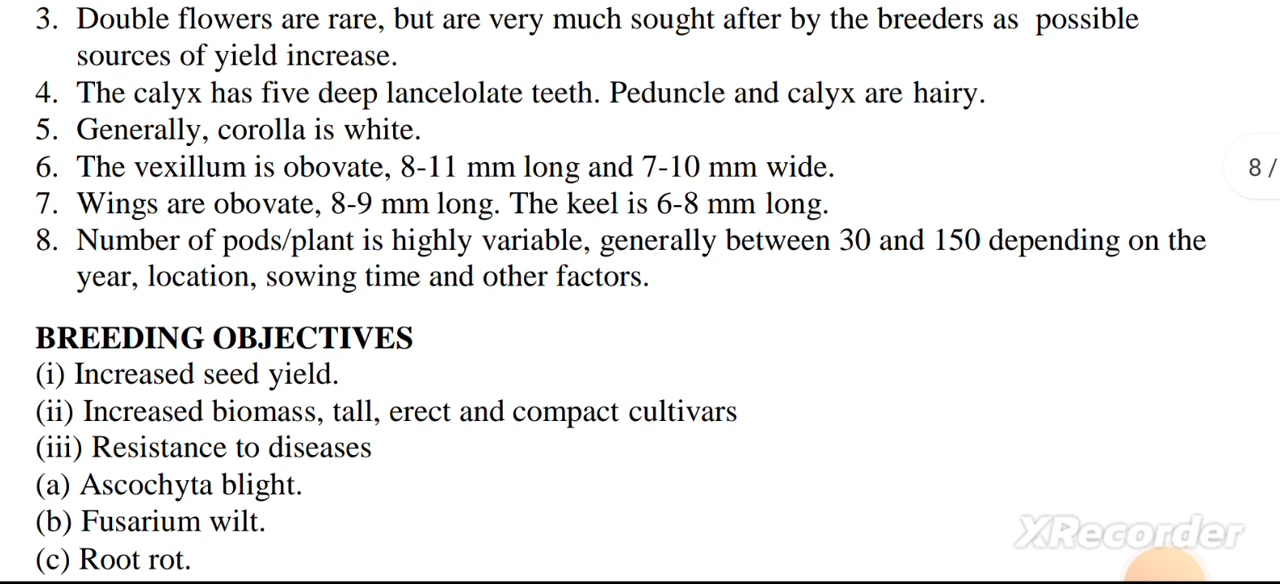 3. Double flowers are rare, but are very much sought after by the breeders as possible
sources of yield increase.
4. The calyx has five deep lancelolate teeth. Peduncle and calyx are hairy.
5. Generally, corolla is white.
6. The vexillum is obovate, 8-11 mm long and 7-10 mm wide.
8 /
7. Wings are obovate, 8-9 mm long. The keel is 6-8 mm long.
8. Number of pods/plant is highly variable, generally between 30 and 150 depending on the
year, location, sowing time and other factors.
BREEDING OBJECTIVES
(i) Increased seed yield.
(ii) Increased biomass, tall, erect and compact cultivars
(iii) Resistance to diseases
(a) Ascochyta blight.
(b) Fusarium wilt.
(c) Root rot.
XRecorder